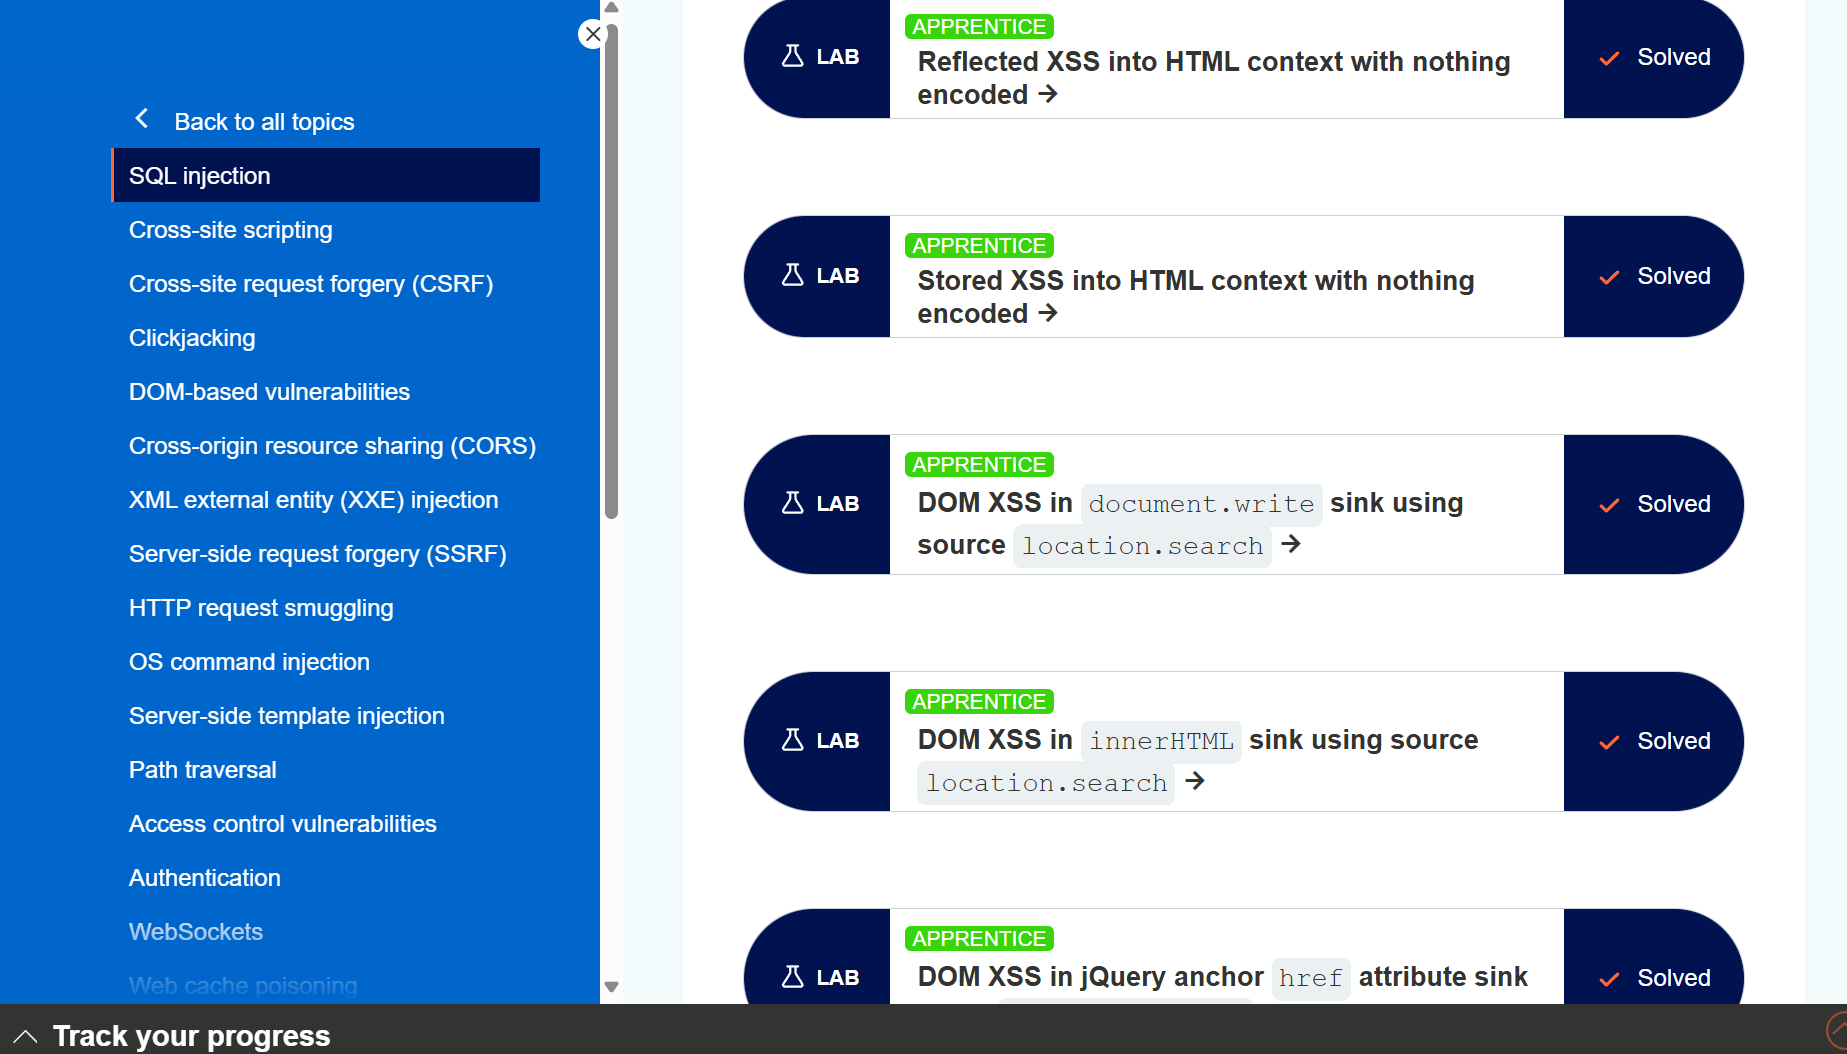 Back to all topics
SQL injection
Cross-site scripting
Cross-site request forgery (CSRF)
Clickjacking
DOM-based vulnerabilities
Cross-origin resource sharing (CORS)
XML external entity (XXE) injection
Server-side request forgery (SSRF)
HTTP request smuggling
OS command injection
Server-side template injection
Path traversal
Access control vulnerabilities
Authentication
WebSockets
Web cache poisoning
LAB
APPRENTICE
Reflected XSS into HTML context with nothing
encoded →
Solved
LAB
APPRENTICE
Stored XSS into HTML context with nothing
encoded →
Solved
LAB
APPRENTICE
DOM XSS in document.write sink using
source location.search →
Solved
LAB
APPRENTICE
DOM XSS in innerHTML sink using source
location.search →
Solved
LAB
APPRENTICE
DOM XSS in jQuery anchor href attribute sink
Solved
Track your progress